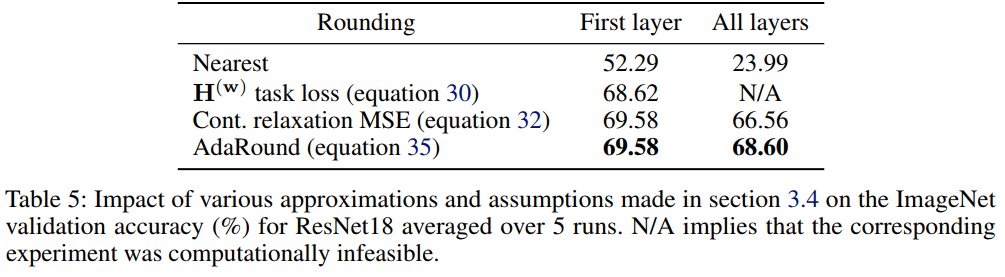 Rounding First layer All layers
Nearest 52.29 23.99
H(w) task loss (equation 30) 68.62 N/A
Cont. relaxation MSE (equation 32) 69.58 66.56
AdaRound (equation 35) 69.58 68.60
Table 5: Impact of various approximations and assumptions made in section 3.4 on the ImageNet
validation accuracy (%) for ResNet18 averaged over 5 runs. N/A implies that the corresponding
experiment was computationally infeasible.